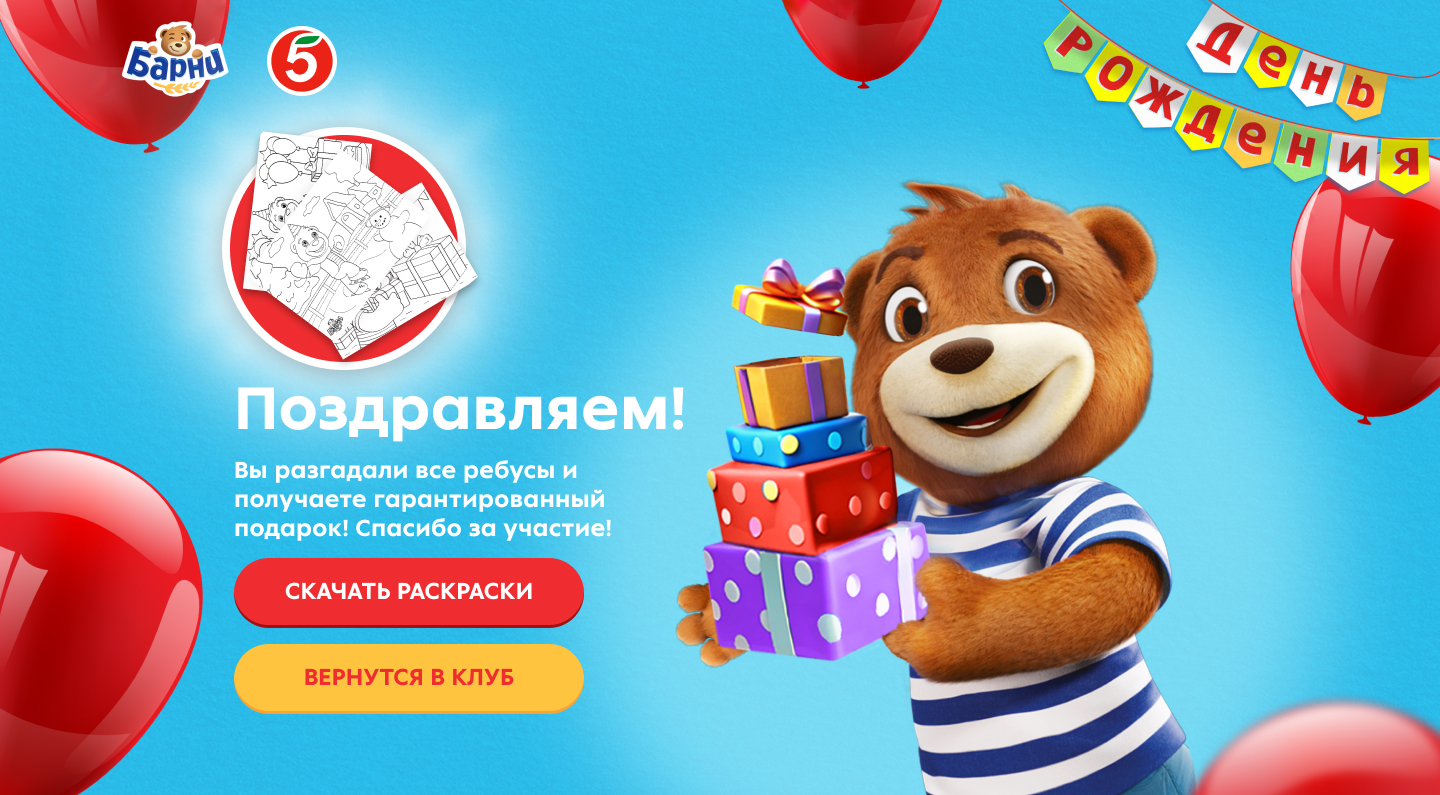 Барни
5
День
Рождения
Поздравляем!
Вы разгадали все ребусы и
получаете гарантированный
подарок! Спасибо за участие!
СКАЧАТЬ РАСКРАСКИ
ВЕРНУТСЯ В КЛУБ